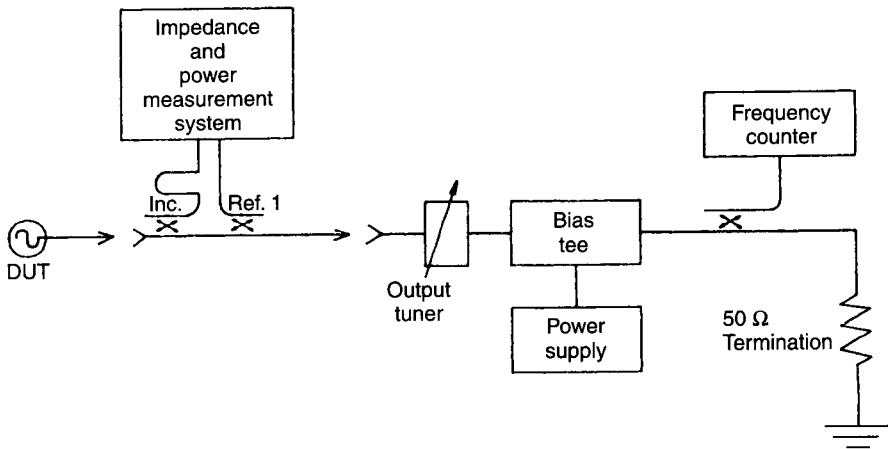 Impedance
and
power
measurement
system
Frequency
counter
Inc.
Ref. 1
DUT
Bias
tee
Output
tuner
Power
supply
50 Ω
Termination